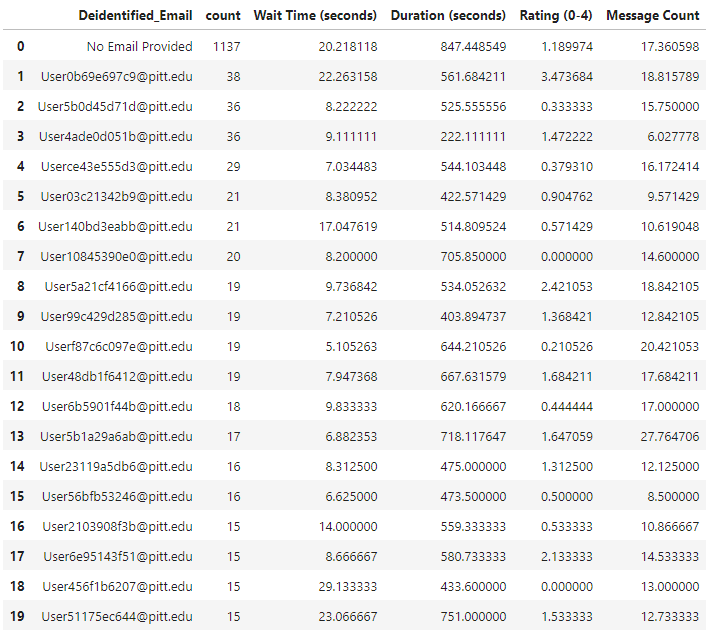 Deidentified_Email count Wait Time (seconds) Duration (seconds) Rating (0-4) Message Count
0 No Email Provided 1137 20.218118 847.448549 1.189974 17.360598
1 User0b69e697c9@pitt.edu 38 22.263158 561.684211 3.473684 18.815789
2 User5b0d45d71d@pitt.edu 36 8.222222 525.555556 0.333333 15.750000
3 User4ade0d051b@pitt.edu 36 9.111111 222.111111 1.472222 6.027778
4 Userce43e555d3@pitt.edu 29 7.034483 544.103448 0.379310 16.172414
5 User03c21342b9@pitt.edu 21 8.380952 422.571429 0.904762 9.571429
6 User140bd3eabb@pitt.edu 21 17.047619 514.809524 0.571429 10.619048
7 User10845390e0@pitt.edu 20 8.200000 705.850000 0.000000 14.600000
8 User5a21cf4166@pitt.edu 19 9.736842 534.052632 2.421053 18.842105
9 User99c429d285@pitt.edu 19 7.210526 403.894737 1.368421 12.842105
10 Userf87c6c097e@pitt.edu 19 5.105263 644.210526 0.210526 20.421053
11 User48db1f6412@pitt.edu 19 7.947368 667.631579 1.684211 17.684211
12 User6b5901f44b@pitt.edu 18 9.833333 620.166667 0.444444 17.000000
13 User5b1a29a6ab@pitt.edu 17 6.882353 718.117647 1.647059 27.764706
14 User23119a5db6@pitt.edu 16 8.312500 475.000000 1.312500 12.125000
15 User56bfb53246@pitt.edu 16 6.625000 473.500000 0.500000 8.500000
16 User2103908f3b@pitt.edu 15 14.000000 559.333333 0.533333 10.866667
17 User6e95143f51@pitt.edu 15 8.666667 580.733333 2.133333 14.533333
18 User456f1b6207@pitt.edu 15 29.133333 433.600000 0.000000 13.000000
19 User51175ec644@pitt.edu 15 23.066667 751.000000 1.533333 12.733333